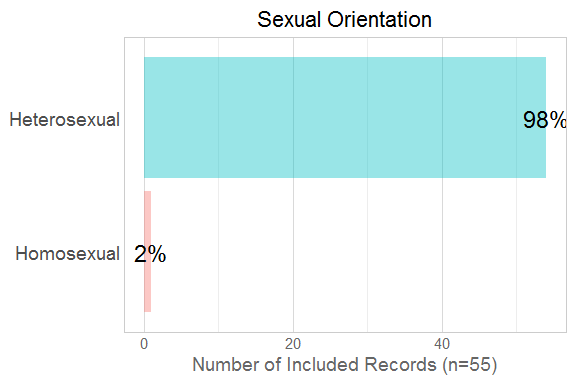 Sexual Orientation
Heterosexual
98%
Homosexual
2%
0 20 40
Number of Included Records (n=55)